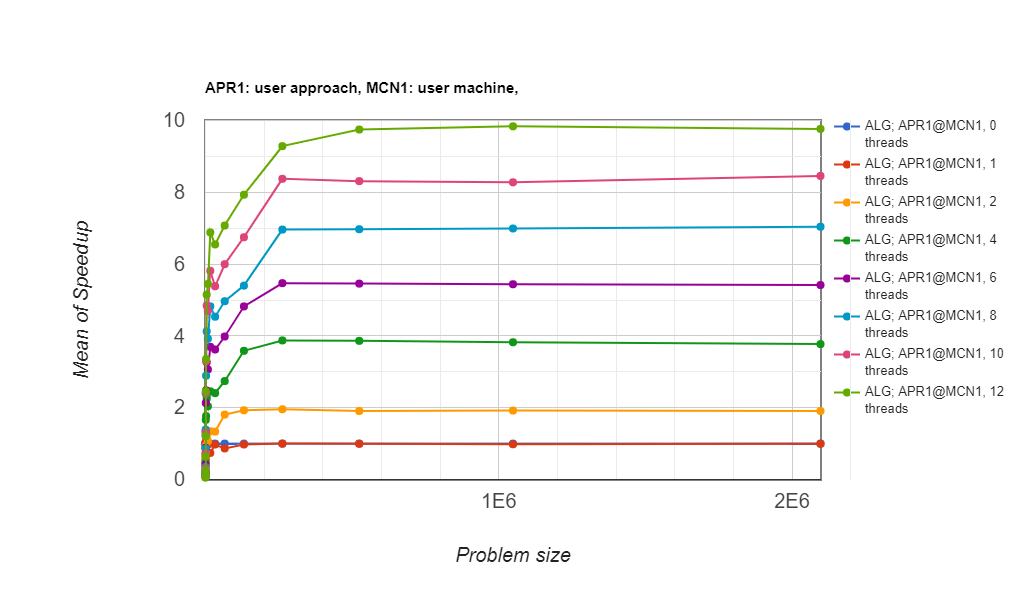 APR1: user approach, MCN1: user machine,
10
8
6
4
2
0
Mean of Speedup
1E6
2E6
Problem size
ALG; APR1@MCN1, 0
threads
ALG; APR1@MCN1, 1
threads
ALG; APR1@MCN1, 2
threads
ALG; APR1@MCN1, 4
threads
ALG; APR1@MCN1, 6
threads
ALG; APR1@MCN1, 8
threads
ALG; APR1@MCN1, 10
threads
ALG; APR1@MCN1, 12
threads